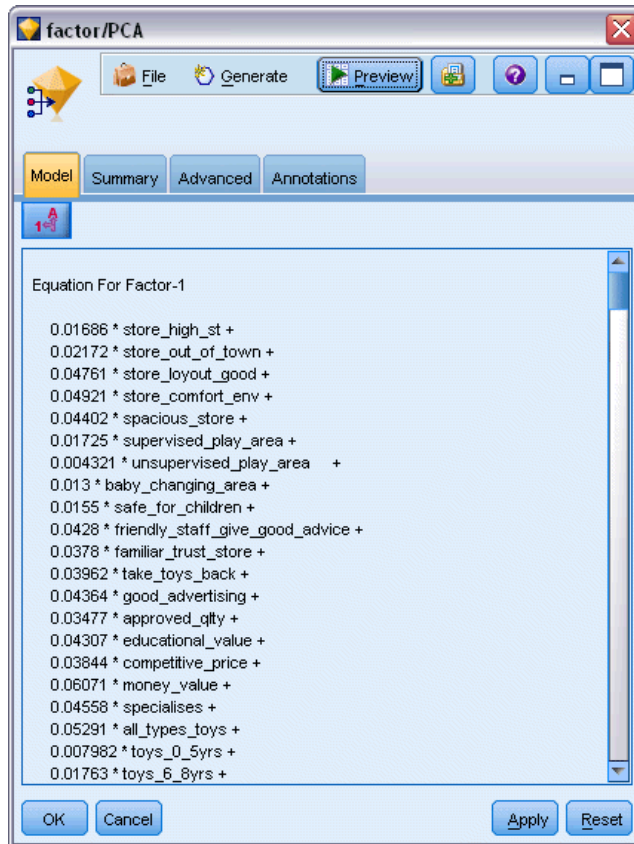 factor/PCA
File Generate Preview
Model Summary Advanced Annotations
Equation For Factor-1
0.01686 * store_high_st +
0.02172 * store_out_of_town +
0.04761 * store_loyout_good +
0.04921 * store_comfort_env +
0.04402 * spacious_store +
0.01725 * supervised_play_area +
0.004321 * unsupervised_play_area +
0.013 * baby_changing_area +
0.0155 * safe_for_children +
0.0428 * friendly_staff_give_good_advice +
0.0378 * familiar_trust_store +
0.03962 * take_toys_back +
0.04364 * good_advertising +
0.03477 * approved_qlty +
0.04307 * educational_value +
0.03844 * competitive_price +
0.06071 * money_value +
0.04558 * specialises +
0.05291 * all_types_toys +
0.007982 * toys_0_5yrs +
0.01763 * toys_6_8yrs +
OK Cancel Apply Reset